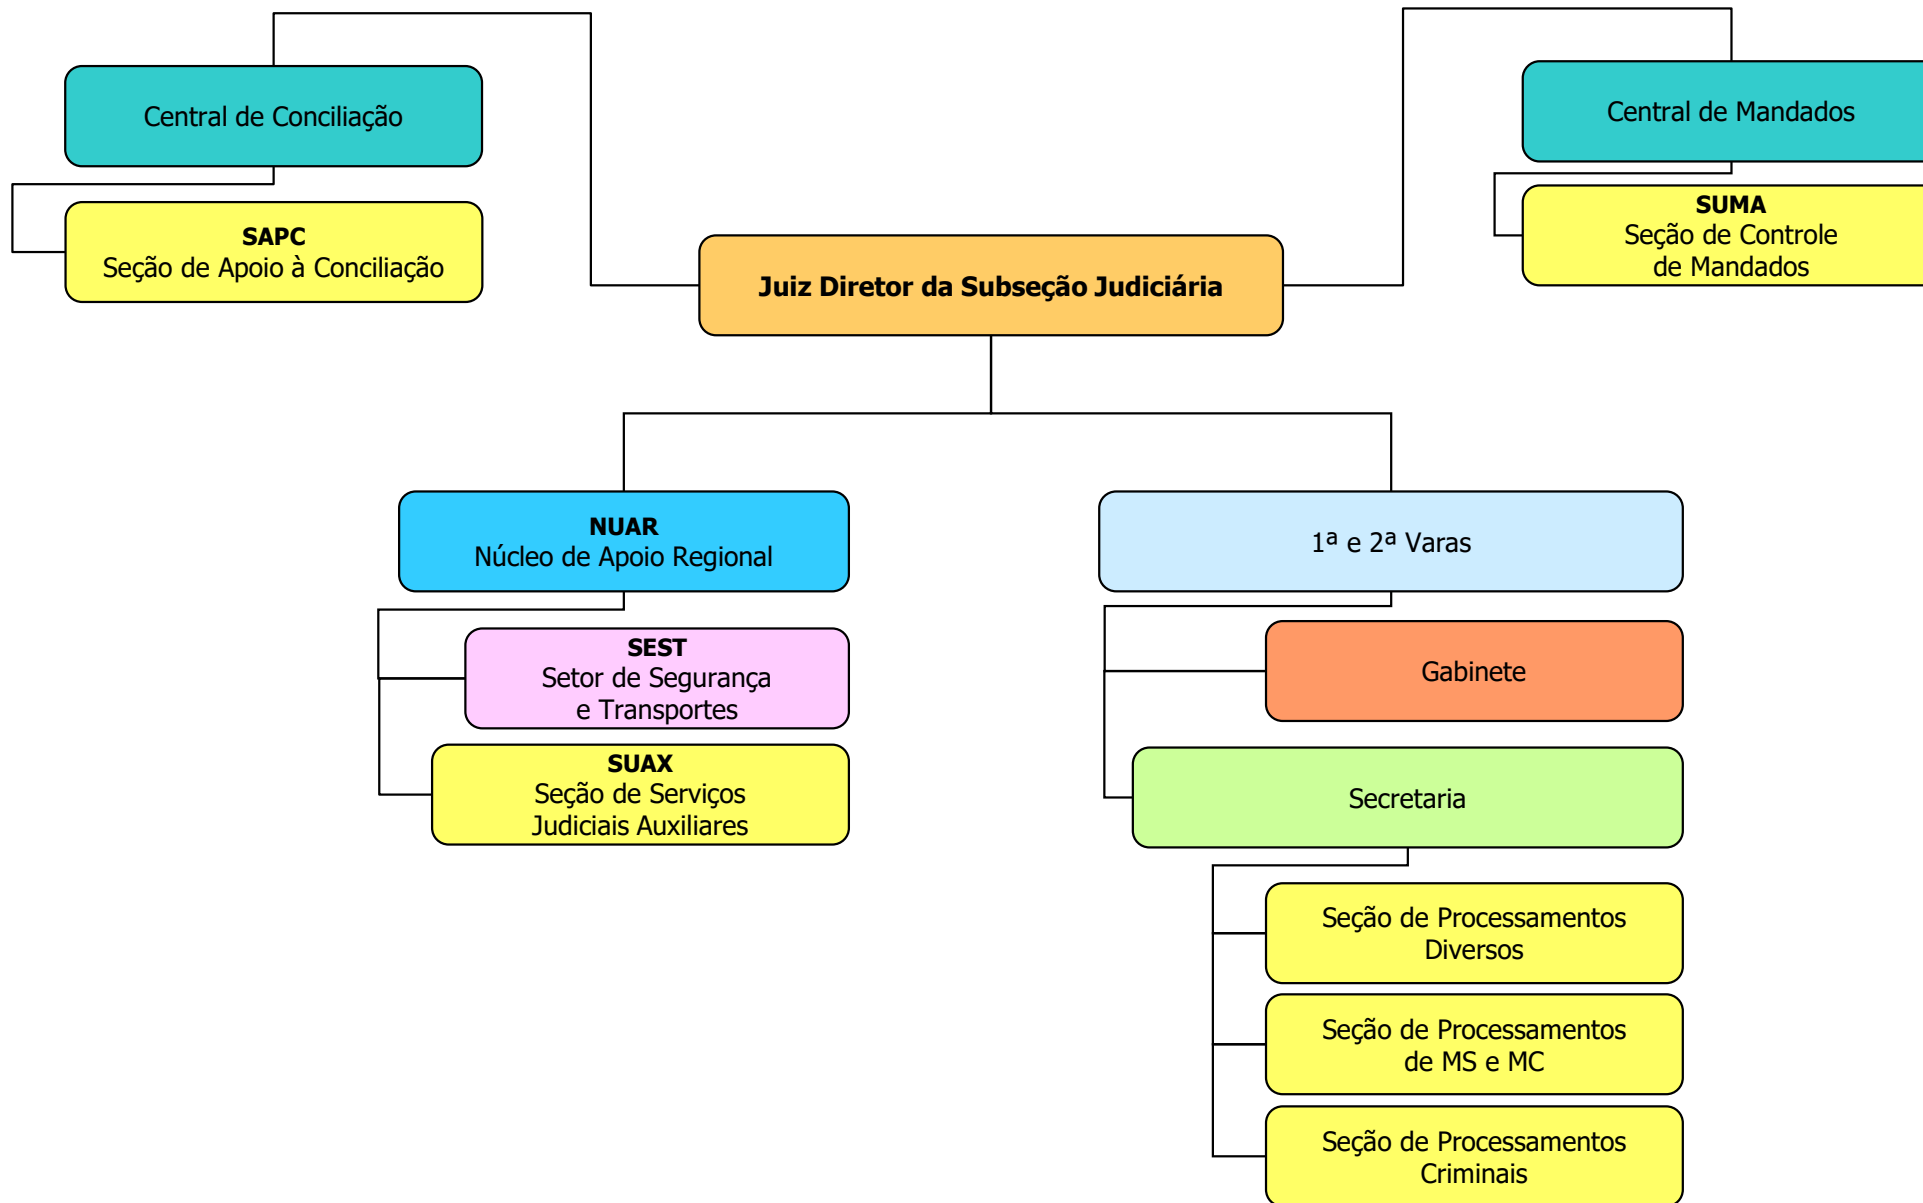 Central de Conciliação
SAPC
Seção de Apoio à Conciliação
Central de Mandados
SUMA
Seção de Controle
de Mandados
Juiz Diretor da Subseção Judiciária
NUAR
Núcleo de Apoio Regional
SEST
Setor de Segurança
e Transportes
SUAX
Seção de Serviços
Judiciais Auxiliares
1ª e 2ª Varas
Gabinete
Secretaria
Seção de Processamentos
Diversos
Seção de Processamentos
de MS e MC
Seção de Processamentos
Criminais